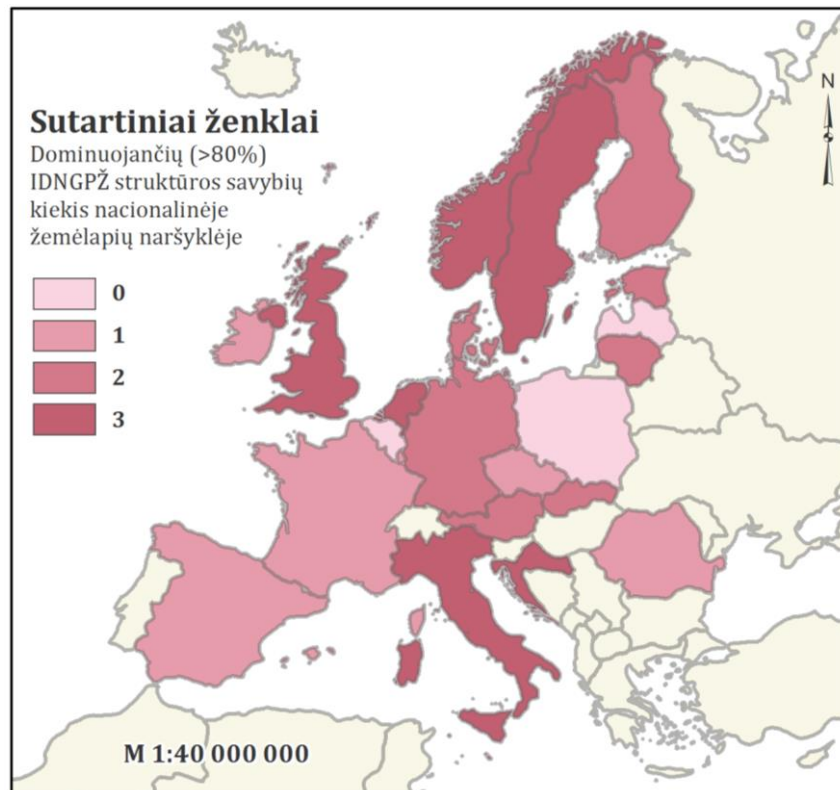 N
Sutartiniai ženklai
Dominuojančių (>80%)
IDNGPŽ struktūros savybių
kiekis nacionalinėje
žemėlapių naršyklėje
0
1
2
3
M 1:40 000 000